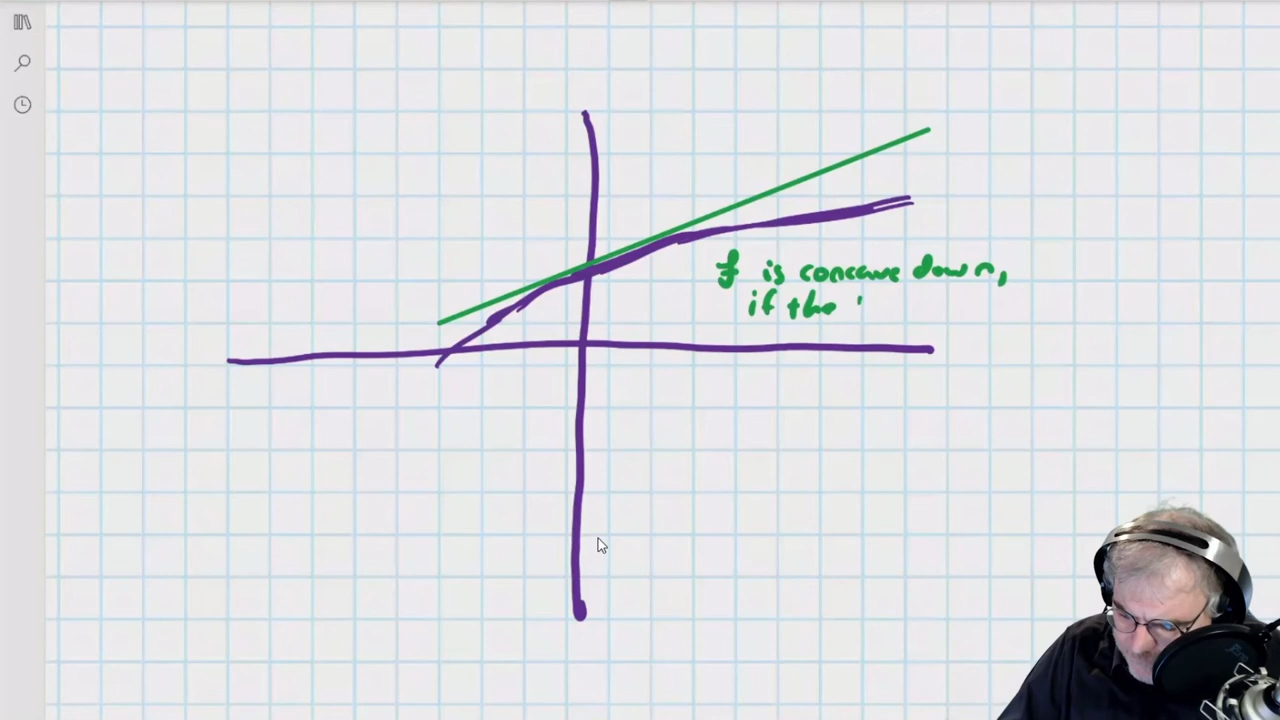 f is concave down,
if the